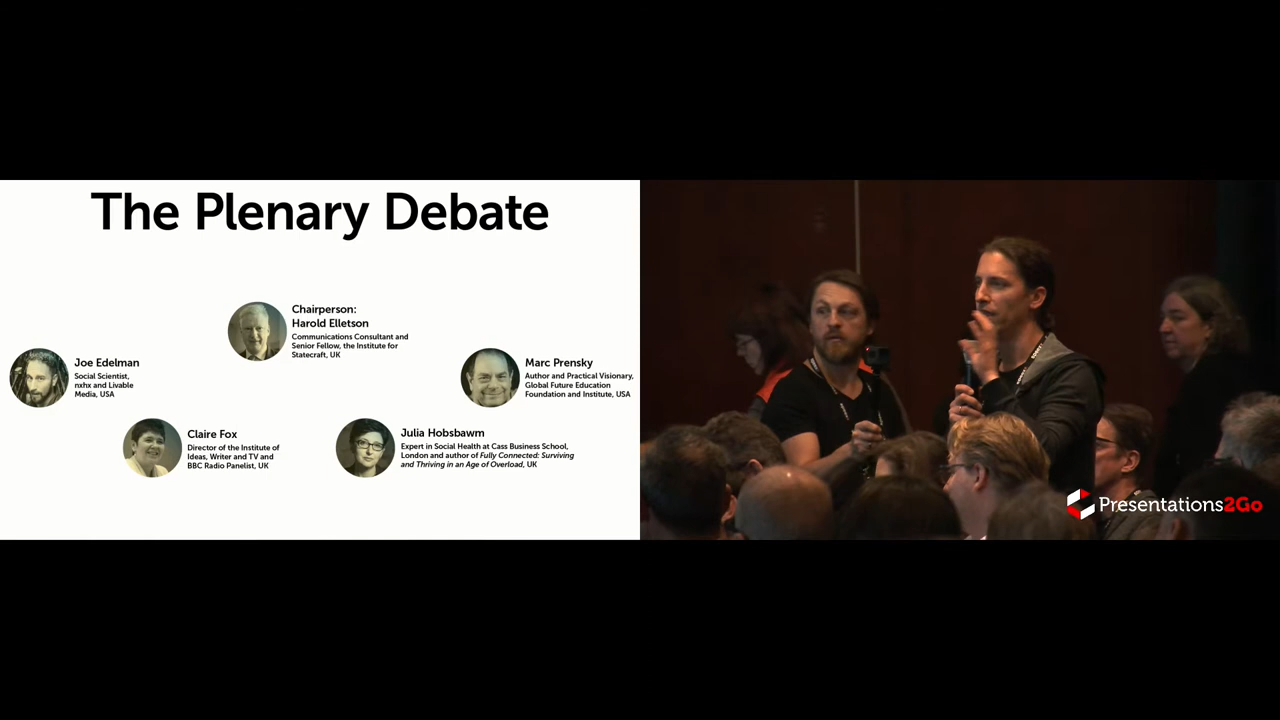 The Plenary Debate
Chairperson:
Harold Elletson
Communications Consultant and
Senior Fellow, the Institute for
Statecraft, UK
Joe Edelman
Social Scientist,
nxhx and Livable
Media, USA
Marc Prensky
Author and Practical Visionary,
Global Future Education
Foundation and Institute, USA
Claire Fox
Director of the Institute of
Ideas, Writer and TV and
BBC Radio Panelist, UK
Julia Hobsbawm
Expert in Social Health at Cass Business School,
London and author of Fully Connected: Surviving
and Thriving in an Age of Overload, UK
Presentations2Go